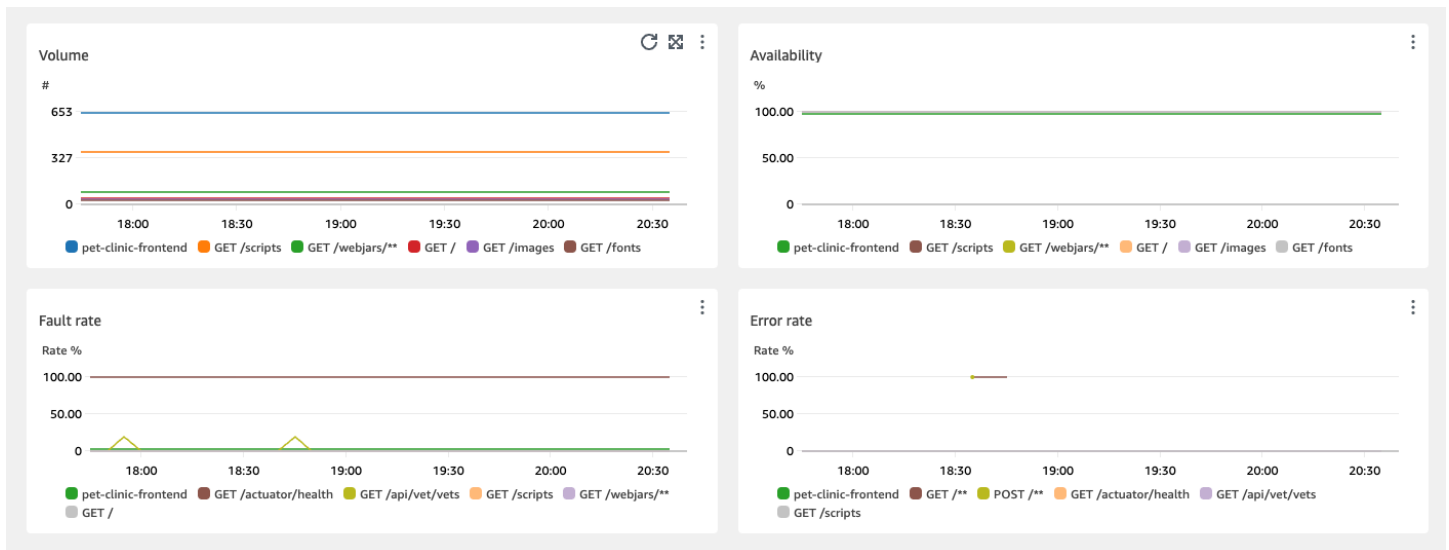 Volume
#
653
327
0
18:00 18:30 19:00 19:30 20:00 20:30
pet-clinic-frontend GET /scripts GET /webjars/** GET / GET /images GET /fonts
Availability
%
100.00
50.00
0
18:00 18:30 19:00 19:30 20:00 20:30
pet-clinic-frontend GET /scripts GET /webjars/** GET / GET /images GET /fonts
Fault rate
Rate %
100.00
50.00
0
18:00 18:30 19:00 19:30 20:00 20:30
pet-clinic-frontend GET /actuator/health GET /api/vet/vets GET /scripts GET /webjars/**
GET /
Error rate
Rate %
100.00
50.00
0
18:00 18:30 19:00 19:30 20:00 20:30
pet-clinic-frontend GET /** POST /** GET /actuator/health GET /api/vet/vets
GET /scripts